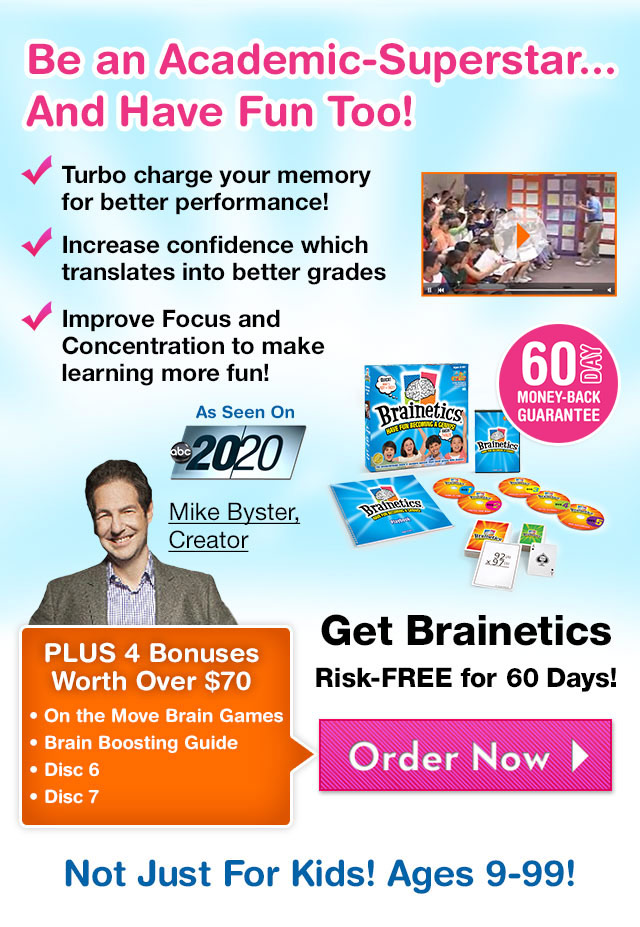 Be an Academic-Superstar...
And Have Fun Too!
Turbo charge your memory
for better performance!
Increase confidence which
translates into better grades
Improve Focus and
Concentration to make
learning more fun!
60 DAY
MONEY-BACK
GUARANTEE
As Seen On
abc
2020
Mike Byster,
Creator
Brainetics
HAVE FUN BECOMING A GENIUS!
Brainetics
Brainetics
Brainetics
92
x 97
PLUS 4 Bonuses
Worth Over $70
• On the Move Brain Games
• Brain Boosting Guide
• Disc 6
• Disc 7
Get Brainetics
Risk-FREE for 60 Days!
Order Now
Not Just For Kids! Ages 9-99!